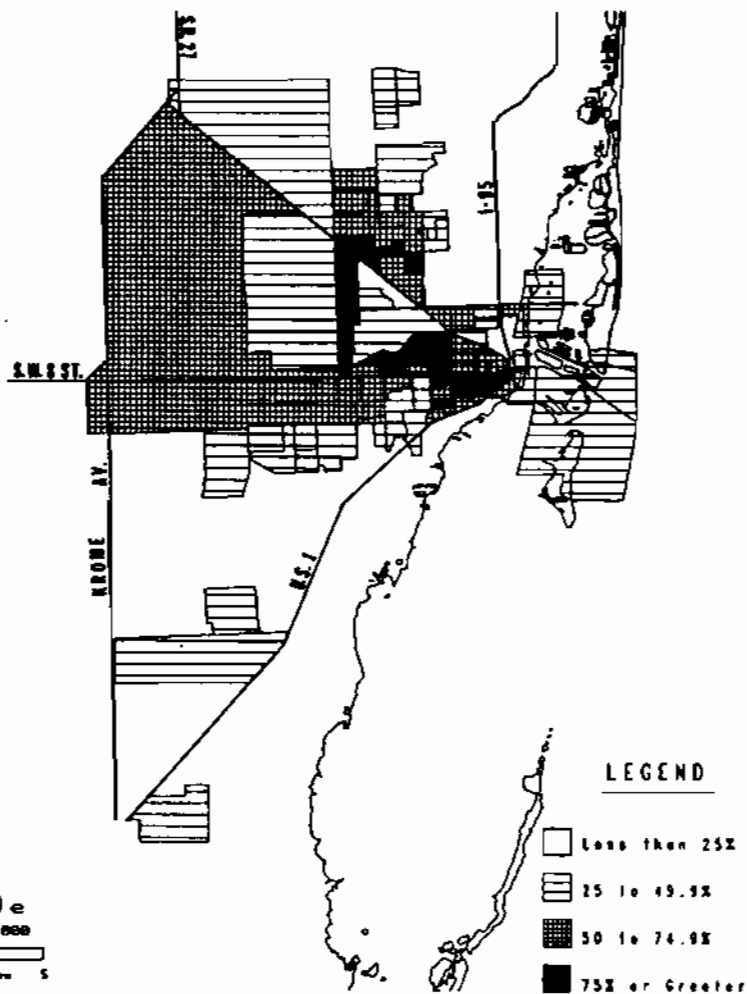 S.R. 27
I-95
S.W. 8 ST.
KROME AV.
U.S. 1
LEGEND
Less than 25%
25 to 49.9%
50 to 74.9%
75% or Greater